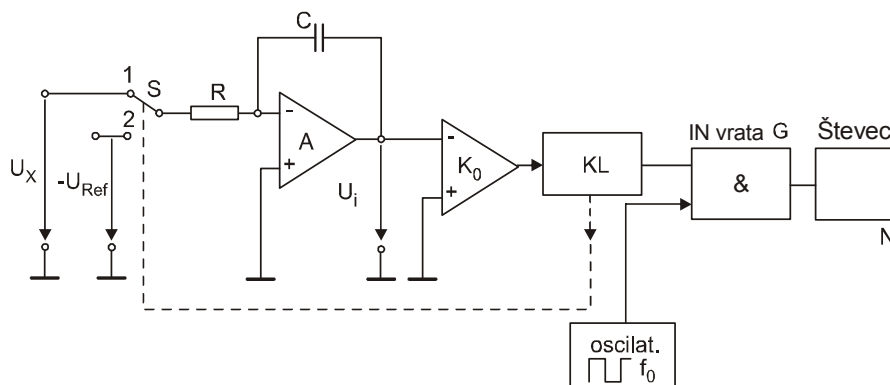 C
1
S
R
2
-
+
A
-
+
K0
KL
IN vrata G
&
Števec
N
UX
-URef
Ui
oscilat.
f0